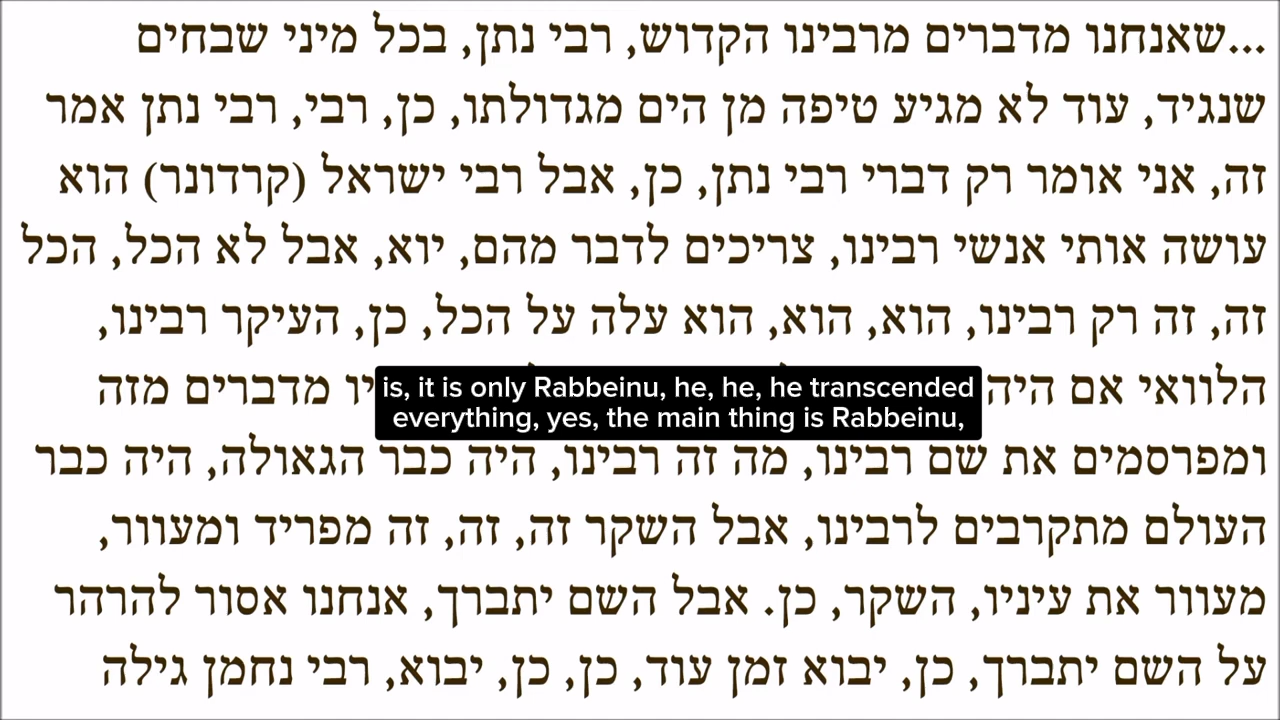 ...שאנחנו מדברים מרבינו הקדוש, רבי נתן, בכל מיני שבחים
שנגיד, עוד לא מגיע טיפה מן הים מגדולתו, כן, רבי, רבי נתן אמר
זה, אני אומר רק דברי רבי נתן, כן, אבל רבי ישראל (קרדונר) הוא
עושה אותי אנשי רבינו, צריכים לדבר מהם, יוא, אבל לא הכל, הכל
זה, זה רק רבינו, הוא, הוא, הוא עלה על הכל, כן, העיקר רבינו,
הלוואי אם היה יו מדברים מזה
is, it is only Rabbeinu, he, he, he transcended
everything, yes, the main thing is Rabbeinu,
ומפרסמים את שם רבינו, מה זה רבינו, היה כבר הגאולה, היה כבר
העולם מתקרבים לרבינו, אבל השקר זה, זה, זה מפריד ומעוור,
מעוור את עיניו, השקר, כן. אבל השם יתברך, אנחנו אסור להרהר
על השם יתברך, כן, יבוא זמן עוד, כן, כן, יבוא, רבי נחמן גילה